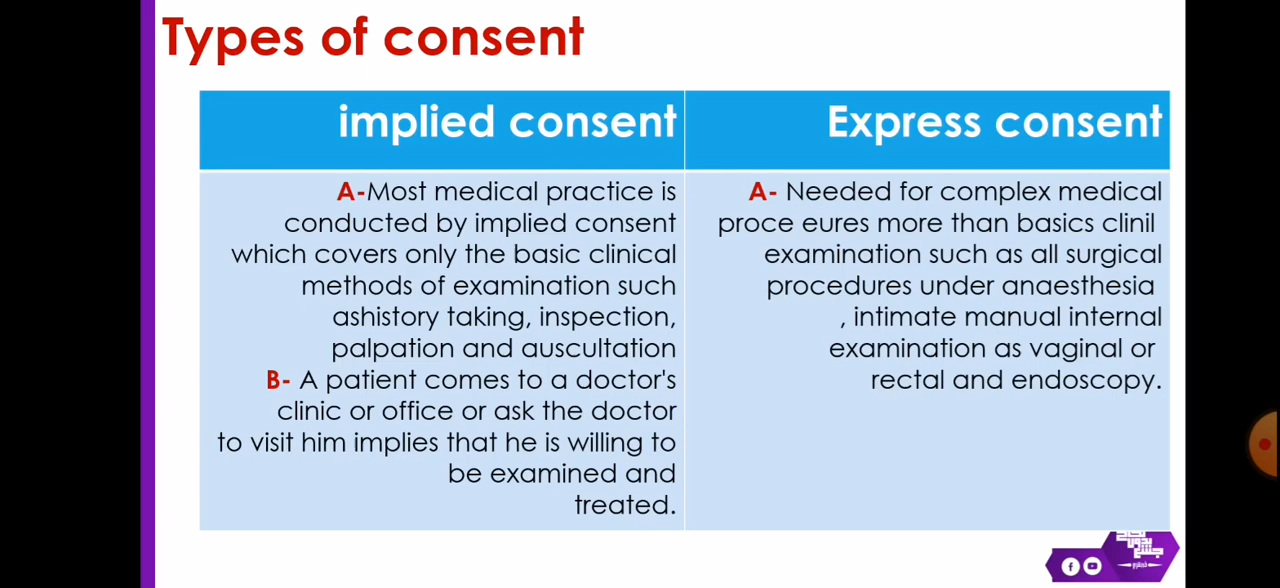 Types of consent
implied consent
Express consent
A-Most medical practice is
conducted by implied consent
which covers only the basic clinical
methods of examination such
ashistory taking, inspection,
palpation and auscultation
B- A patient comes to a doctor's
clinic or office or ask the doctor
to visit him implies that he is willing to
be examined and
treated.
A- Needed for complex medical
proce eures more than basics clinil
examination such as all surgical
procedures under anaesthesia
, intimate manual internal
examination as vaginal or
rectal and endoscopy.